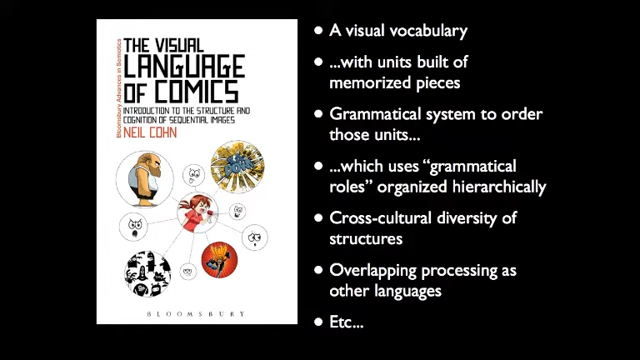 Bloomsbury Advances in Semiotics
THE VISUAL
LANGUAGE
OF COMICS
INTRODUCTION TO THE STRUCTURE AND
COGNITION OF SEQUENTIAL IMAGES
NEIL COHN
BLOOMSBURY
• A visual vocabulary
• ...with units built of
memorized pieces
• Grammatical system to order
those units...
• ...which uses “grammatical
roles” organized hierarchically
• Cross-cultural diversity of
structures
• Overlapping processing as
other languages
• Etc...